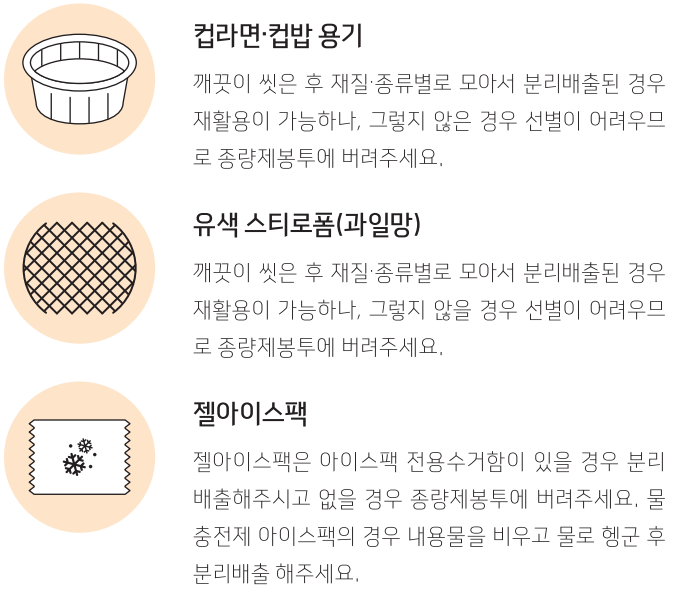 컵라면·컵밥 용기
깨끗이 씻은 후 재질·종류별로 모아서 분리배출된 경우
재활용이 가능하나, 그렇지 않은 경우 선별이 어려우므
로 종량제봉투에 버려주세요.
유색 스티로폼(과일망)
깨끗이 씻은 후 재질·종류별로 모아서 분리배출된 경우
재활용이 가능하나, 그렇지 않을 경우 선별이 어려우므
로 종량제봉투에 버려주세요.
젤아이스팩
젤아이스팩은 아이스팩 전용수거함이 있을 경우 분리
배출해주시고 없을 경우 종량제봉투에 버려주세요. 물
충전제 아이스팩의 경우 내용물을 비우고 물로 헹군 후
분리배출 해주세요.